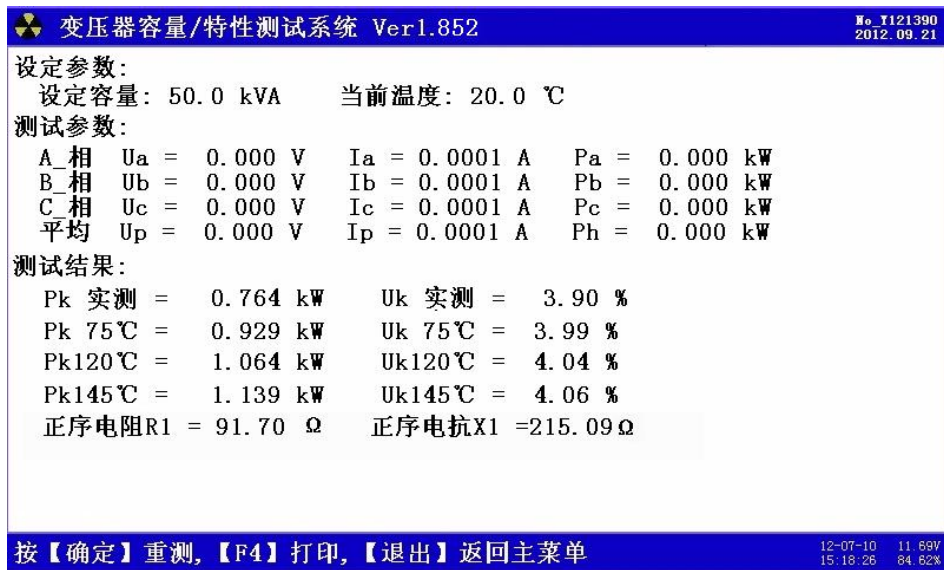 变压器容量/特性测试系统 Ver1.852
No_Y121390
2012.09.21
设定参数:
设定容量: 50.0 kVA 当前温度: 20.0 ℃
测试参数:
A_相 Ua = 0.000 V Ia = 0.0001 A Pa = 0.000 kW
B_相 Ub = 0.000 V Ib = 0.0001 A Pb = 0.000 kW
C_相 Uc = 0.000 V Ic = 0.0001 A Pc = 0.000 kW
平均 Up = 0.000 V Ip = 0.0001 A Ph = 0.000 kW
测试结果:
Pk 实测 = 0.764 kW Uk 实测 = 3.90 %
Pk 75℃ = 0.929 kW Uk 75℃ = 3.99 %
Pk120℃ = 1.064 kW Uk120℃ = 4.04 %
Pk145℃ = 1.139 kW Uk145℃ = 4.06 %
正序电阻R1 = 91.70 Ω 正序电抗X1 =215.09Ω
按【确定】重测,【F4】打印,【退出】返回主菜单
12-07-10 11.69V
15:18:26 84.62%